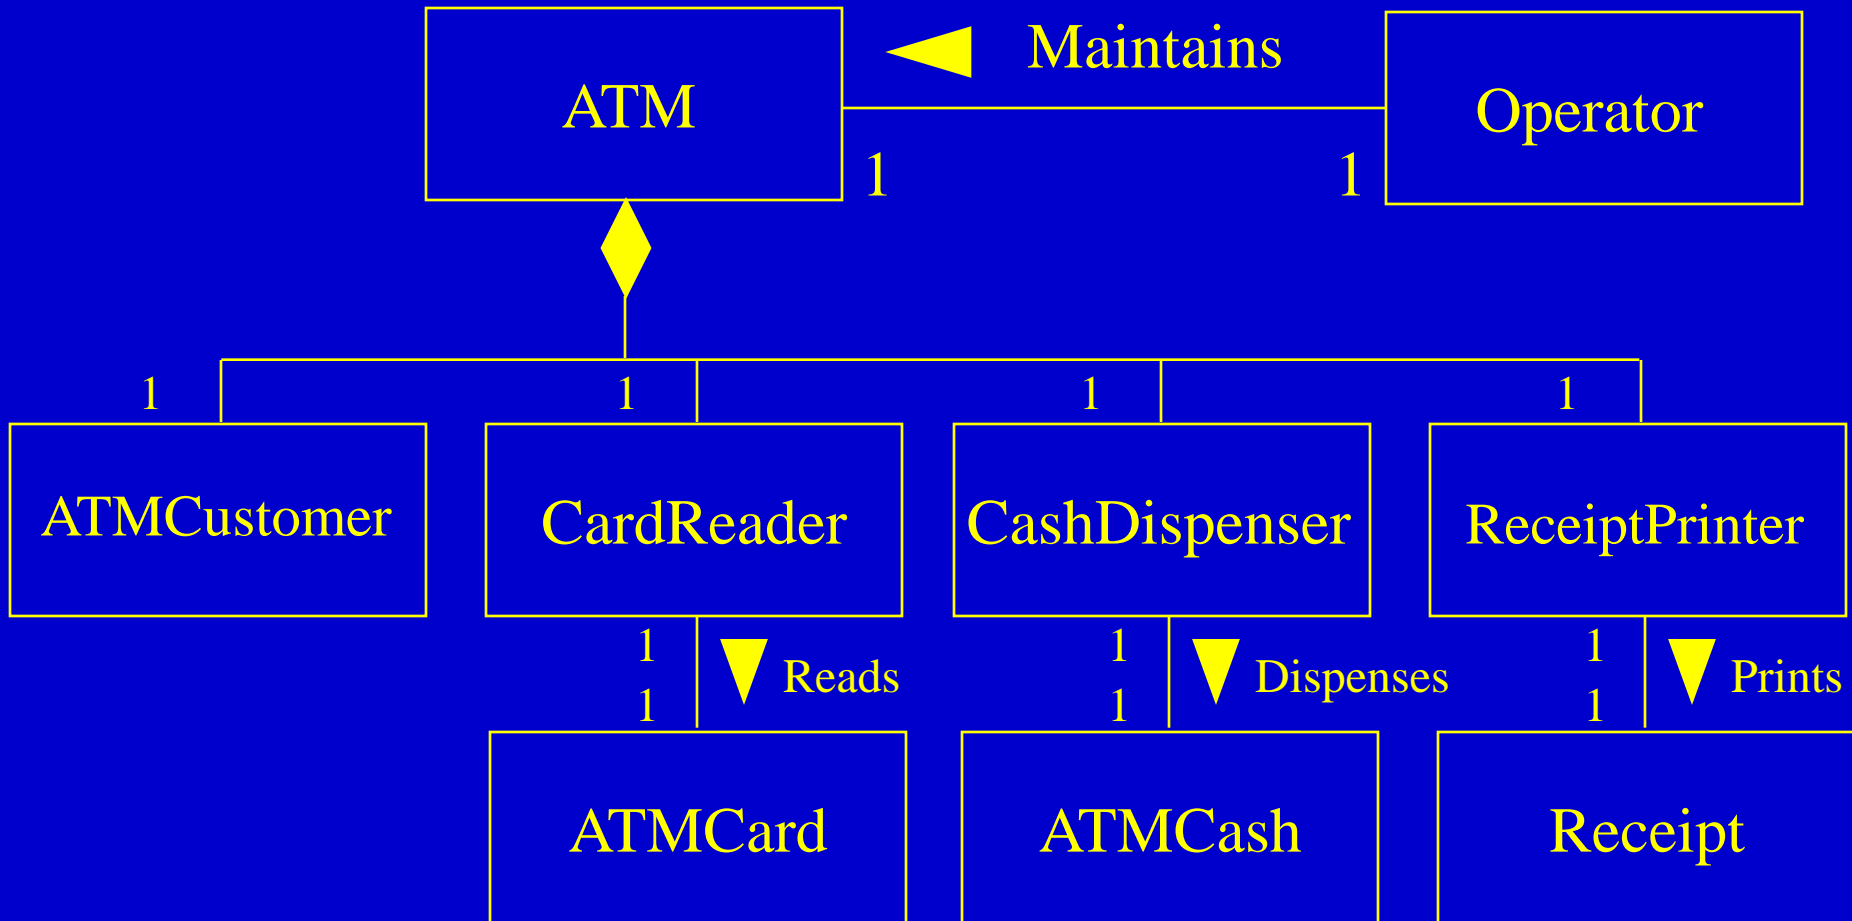 Maintains
ATM
Operator
1 1
1 1 1 1
ATMCustomer CardReader CashDispenser ReceiptPrinter
1 1 1
Reads Dispenses Prints
1 1 1
ATMCard ATMCash Receipt